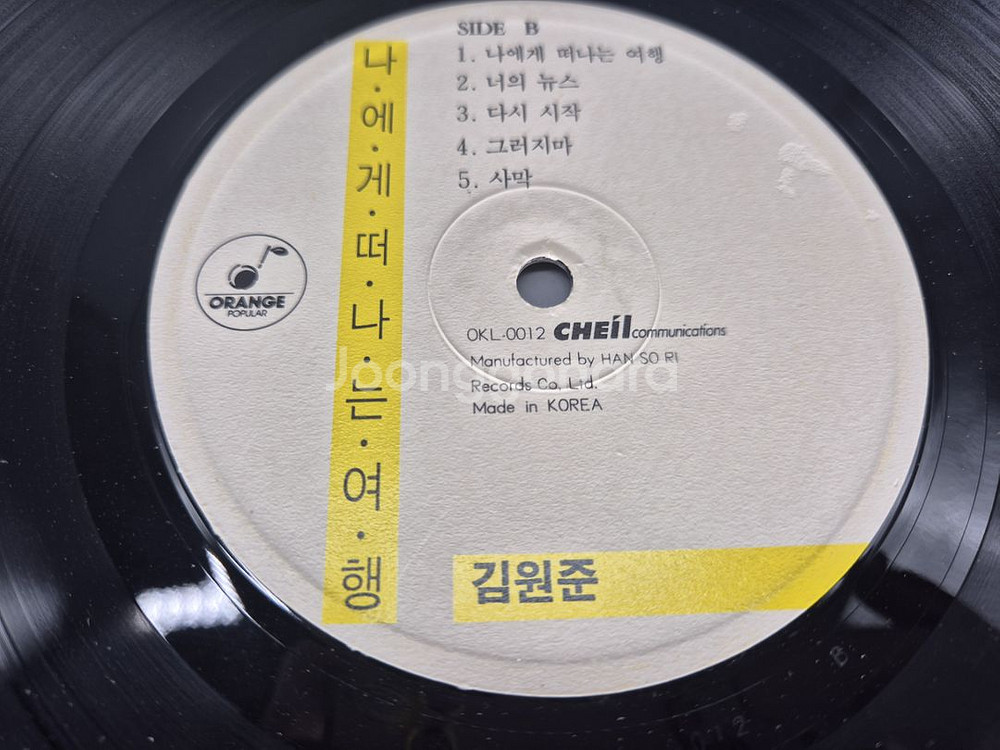 SIDE B
1. 나에게 떠나는 여행
2. 너의 뉴스
3. 다시 시작
4. 그러지마
5. 사막
나·에·게·떠·나·는·여·행
ORANGE
POPULAR
OKL-0012 CHEil communications
Manufactured by HAN SO RI
Records Co, Ltd.
Made in KOREA
Joonggonara
김원준
B